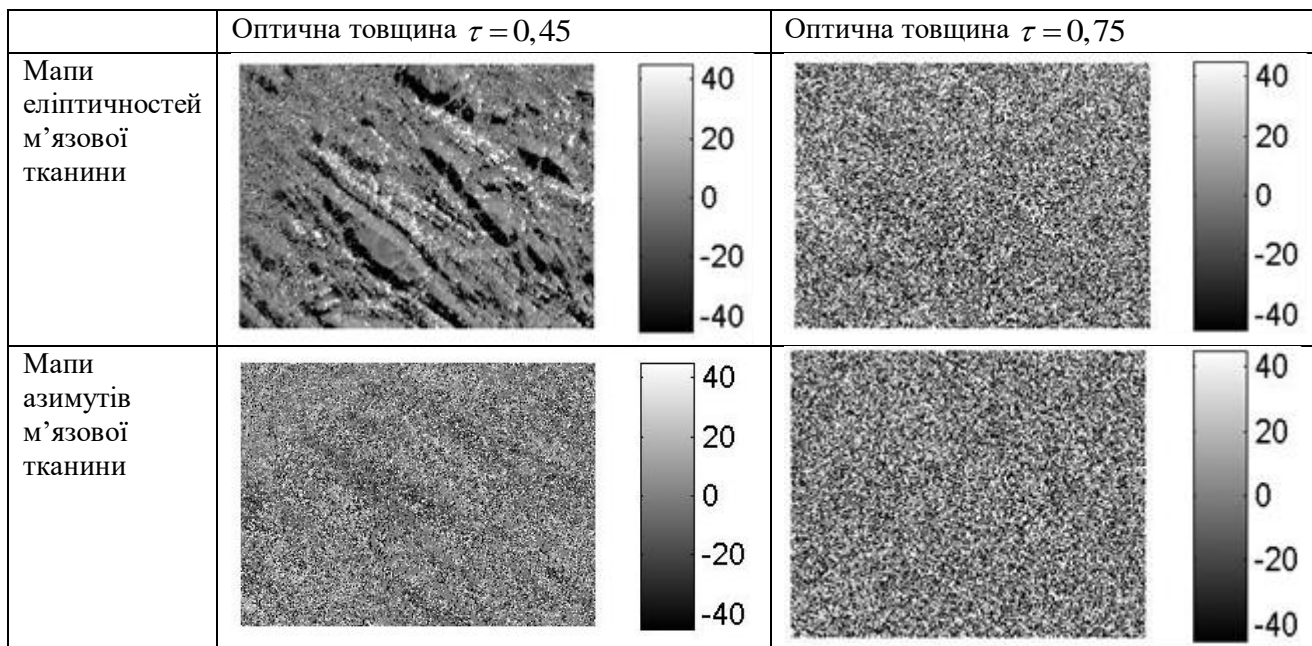 Оптична товщина τ = 0,45
Оптична товщина τ = 0,75
Мапи
еліптичностей
м’язової
тканини
40
20
0
-20
-40
40
20
0
-20
-40
Мапи
азимутів
м’язової
тканини
40
20
0
-20
-40
40
20
0
-20
-40